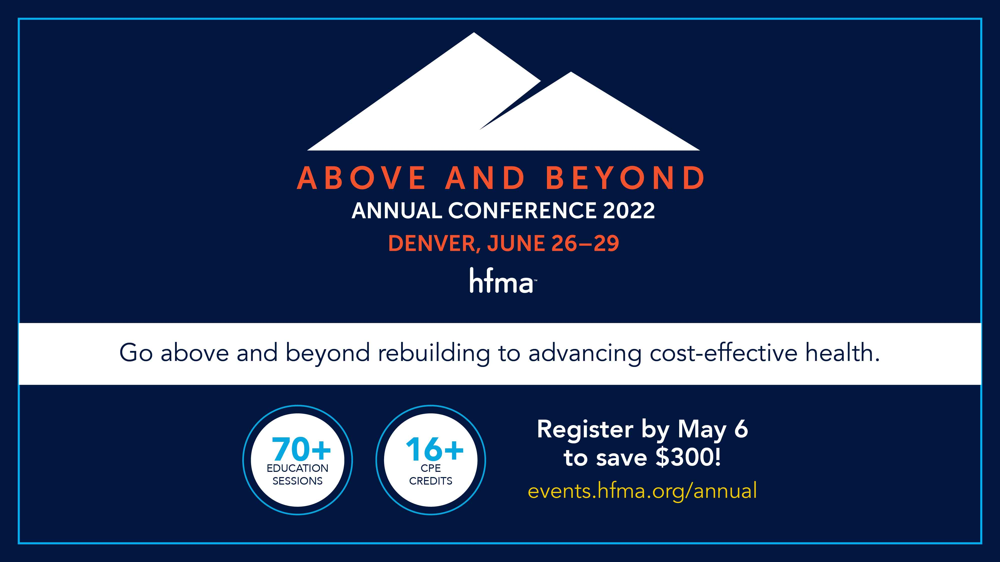 ABOVE AND BEYOND
ANNUAL CONFERENCE 2022
DENVER, JUNE 26–29
hfma™
Go above and beyond rebuilding to advancing cost-effective health.
70+
EDUCATION
SESSIONS
16+
CPE
CREDITS
Register by May 6
to save $300!
events.hfma.org/annual